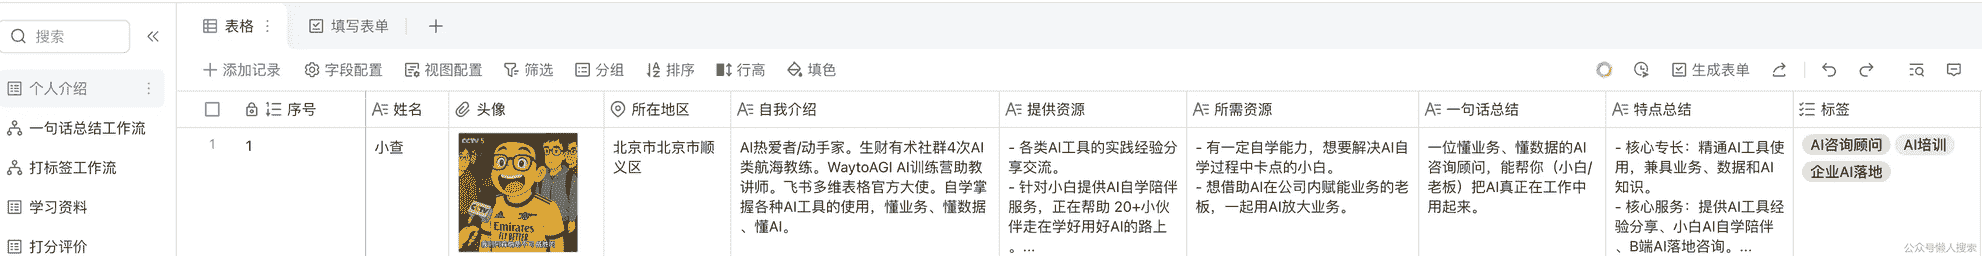 搜索
个人介绍
一句话总结工作流
打标签工作流
学习资料
打分评价
表格
填写表单
添加记录
字段配置
视图配置
筛选
分组
排序
行高
填色
生成表单
序号
姓名
头像
所在地区
自我介绍
提供资源
所需资源
一句话总结
特点总结
标签
1
1
小查
CCTV 5
Emirates
FLY BETTER
北京市北京市顺
义区
AI热爱者/动手家。生财有术社群4次AI
类航海教练。WaytoAGI AI训练营助教
讲师。飞书多维表格官方大使。自学掌
握各种AI工具的使用，懂业务、懂数据
、懂AI。
- 各类AI工具的实践经验分
享交流。
- 针对小白提供AI自学陪伴
服务，正在帮助 20+小伙
伴走在学好用好AI的路上
。...
- 有一定自学能力，想要解决AI自
学过程中卡点的小白。
- 想借助AI在公司内赋能业务的老
板，一起用AI放大业务。
一位懂业务、懂数据的AI
咨询顾问，能帮你（小白/
老板）把AI真正在工作中
用起来。
- 核心专长：精通AI工具使
用，兼具业务、数据和AI
知识。
- 核心服务：提供AI工具经
验分享、小白AI自学陪伴
、B端AI落地咨询。...
AI咨询顾问
AI培训
企业AI落地
公众号懒人搜索